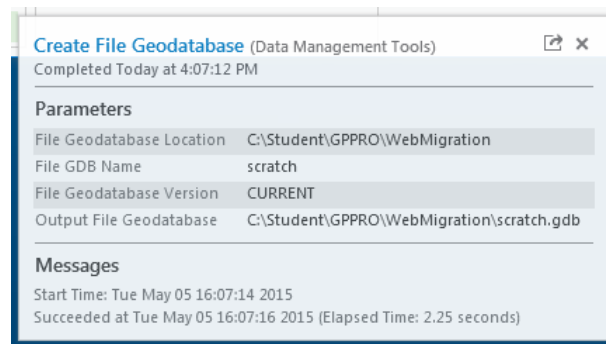 Create File Geodatabase (Data Management Tools)
Completed Today at 4:07:12 PM
Parameters
File Geodatabase Location C:\Student\GPPRO\WebMigration
File GDB Name scratch
File Geodatabase Version CURRENT
Output File Geodatabase C:\Student\GPPRO\WebMigration\scratch.gdb
Messages
Start Time: Tue May 05 16:07:14 2015
Succeeded at Tue May 05 16:07:16 2015 (Elapsed Time: 2.25 seconds)